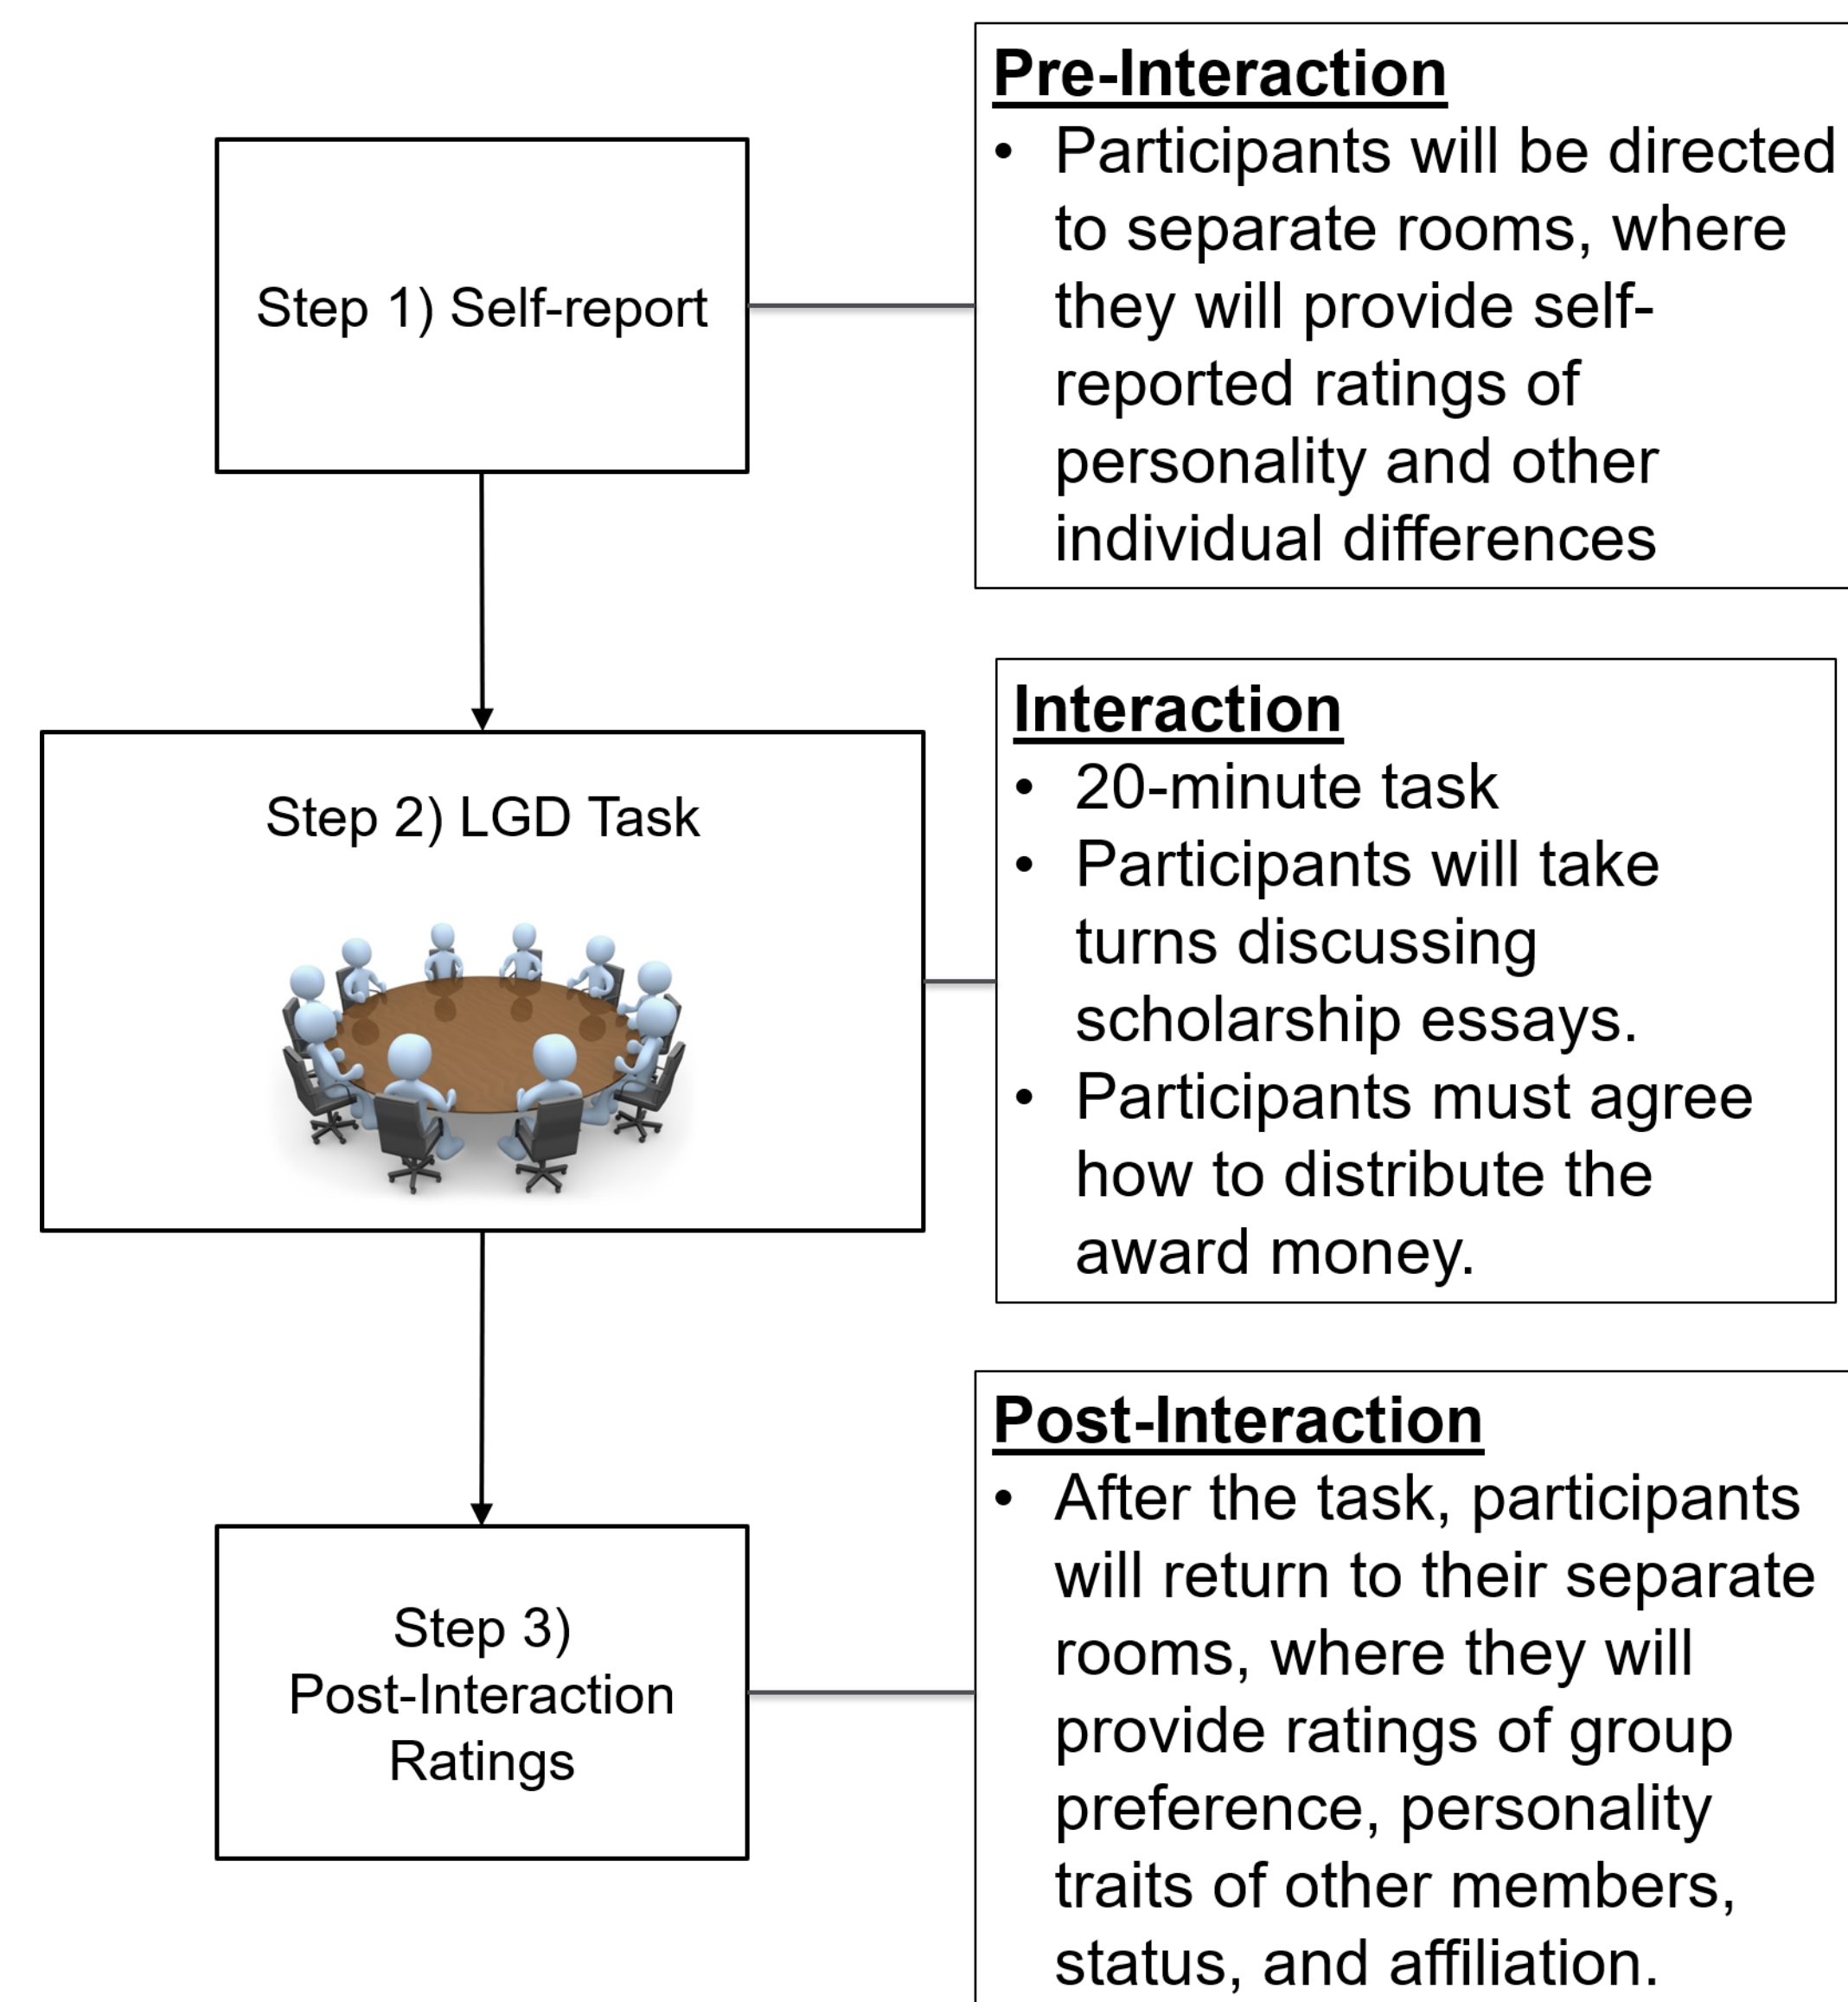 Step 1) Self-report
Pre-Interaction
• Participants will be directed
to separate rooms, where
they will provide self-
reported ratings of
personality and other
individual differences
Step 2) LGD Task
Interaction
• 20-minute task
• Participants will take
turns discussing
scholarship essays.
• Participants must agree
how to distribute the
award money.
Step 3)
Post-Interaction
Ratings
Post-Interaction
• After the task, participants
will return to their separate
rooms, where they will
provide ratings of group
preference, personality
traits of other members,
status, and affiliation.